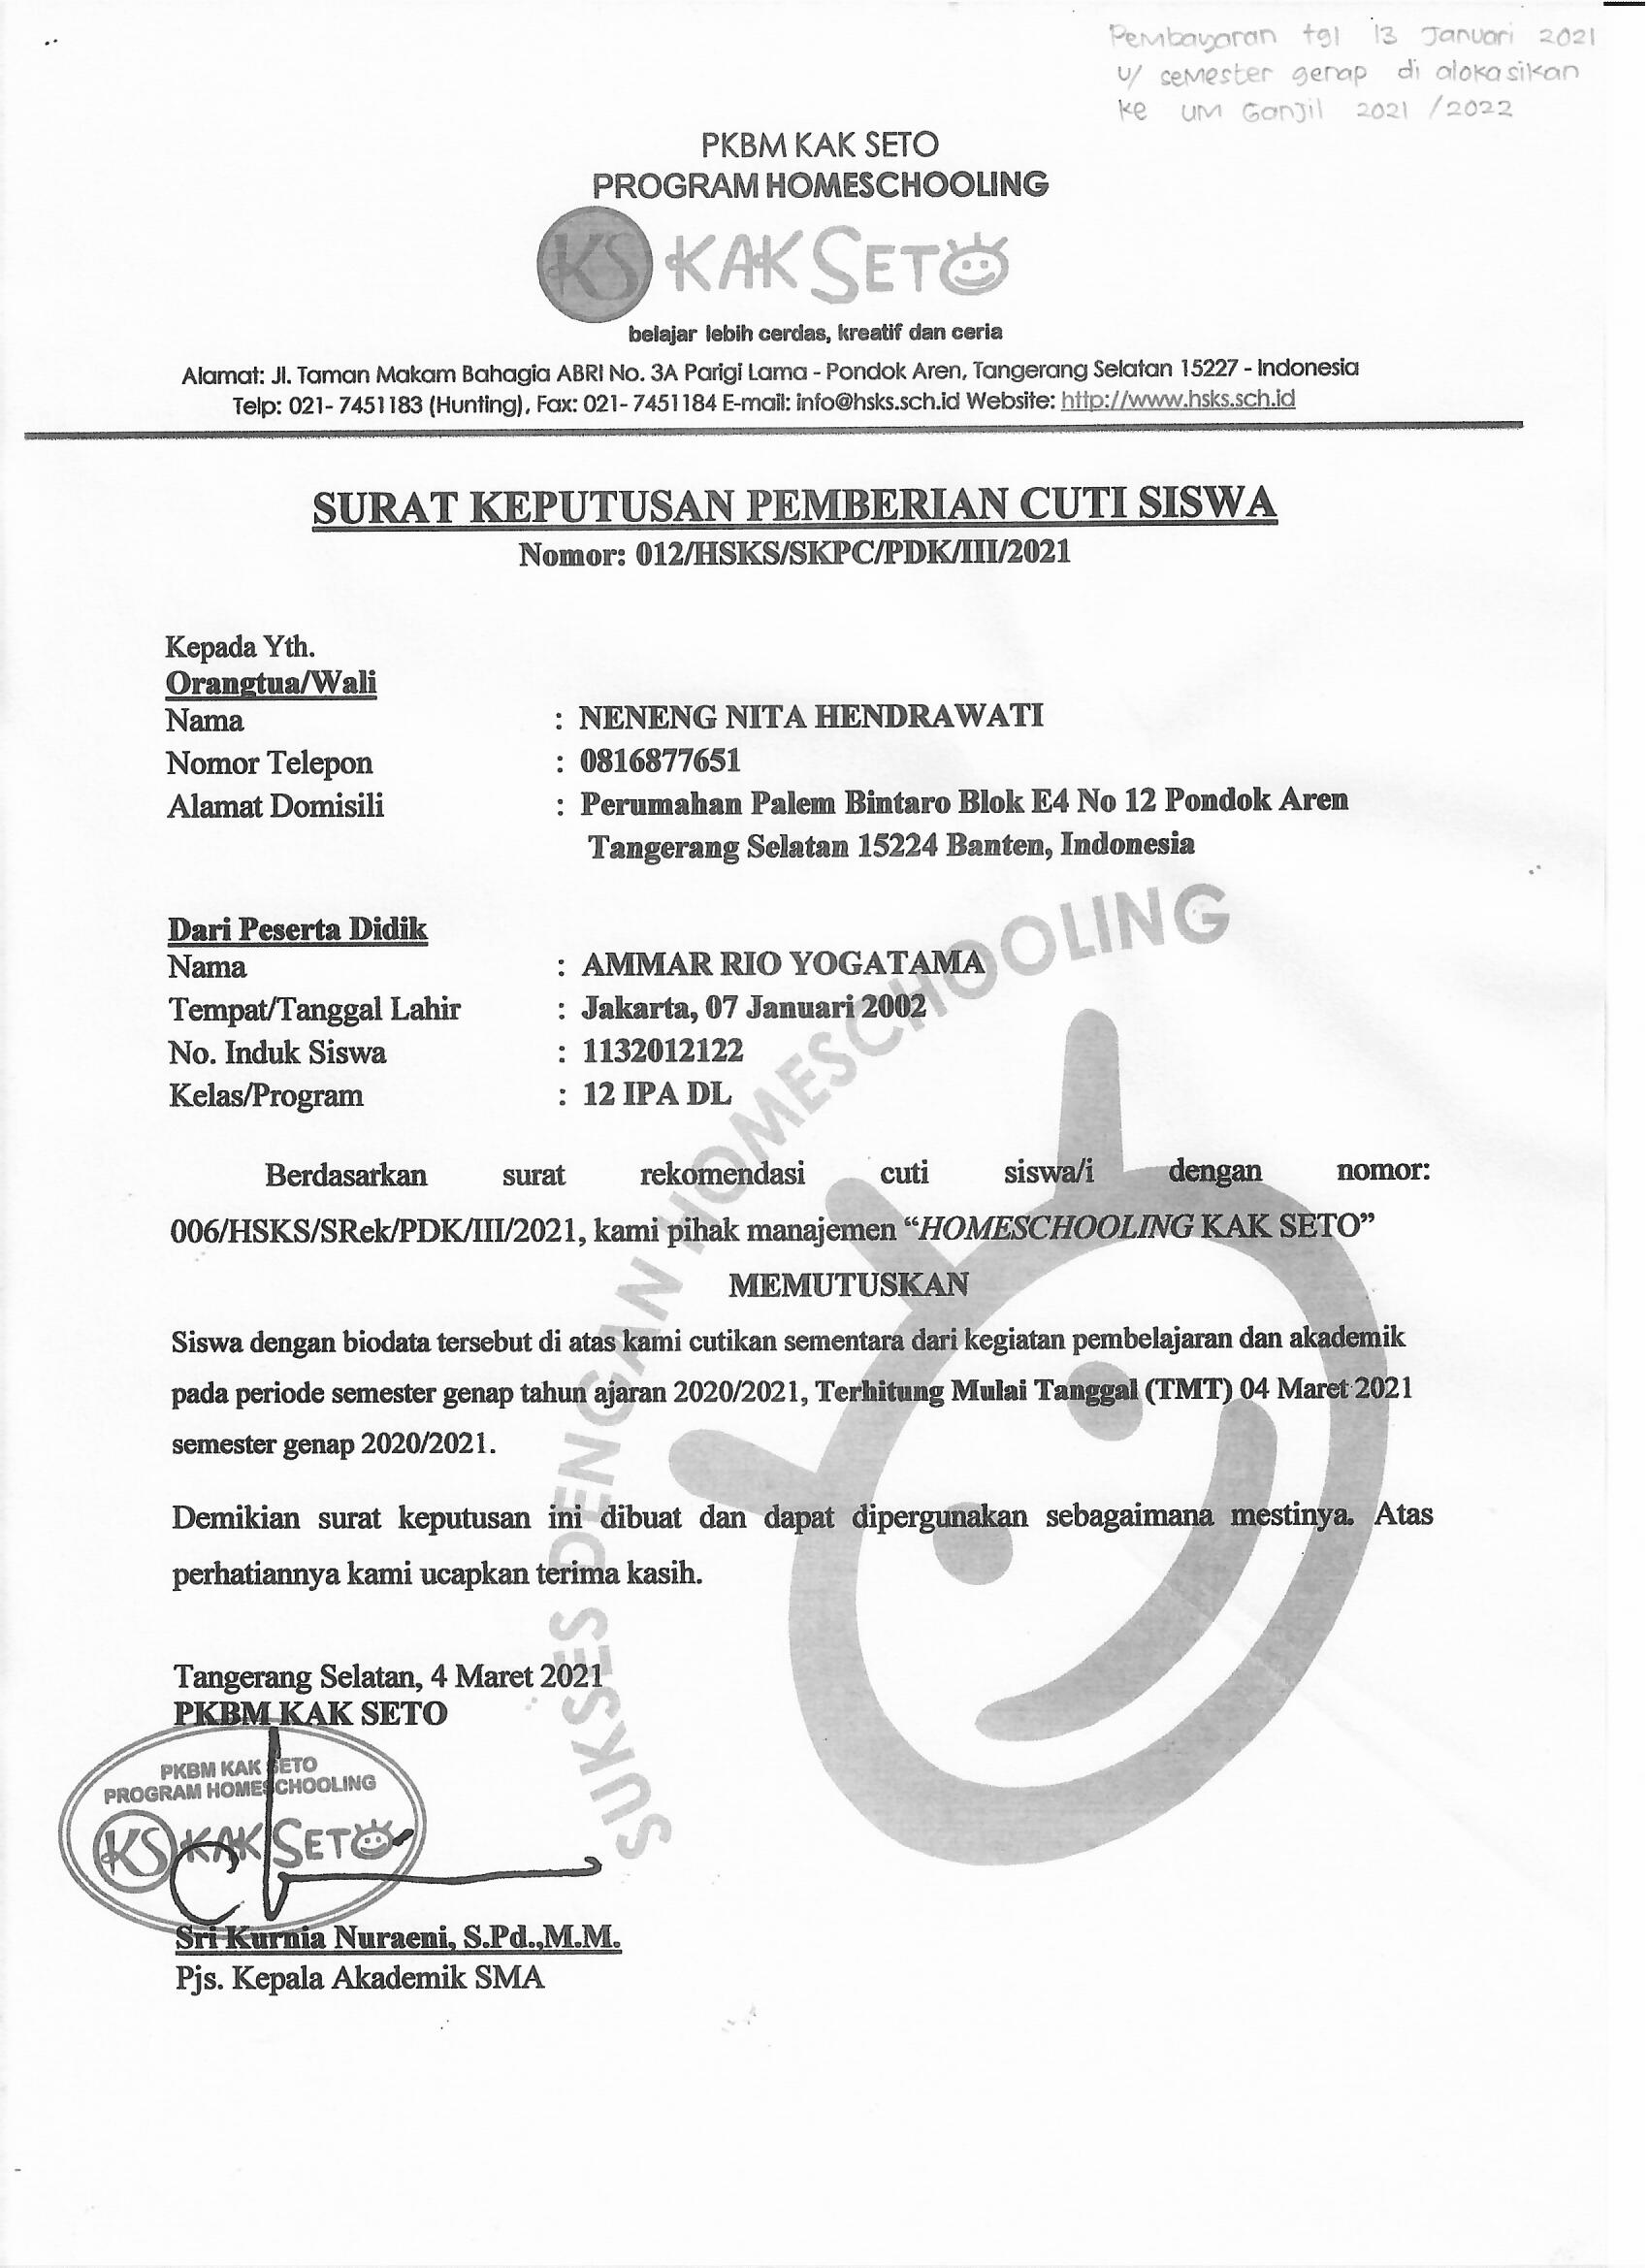 Pembayaran tgl 13 Januari 2021
u/ semester genap di alokasikan
ke UM Ganjil 2021 /2022
PKBM KAK SETO
PROGRAM HOMESCHOOLING
KS KAK SETO
belajar lebih cerdas, kreatif dan ceria
Alamat: Jl. Taman Makam Bahagia ABRI No. 3A Parigi Lama - Pondok Aren, Tangerang Selatan 15227 - Indonesia
Telp: 021- 7451183 (Hunting), Fax: 021- 7451184 E-mail: info@hsks.sch.id Website: http://www.hsks.sch.id
SURAT KEPUTUSAN PEMBERIAN CUTI SISWA
Nomor: 012/HSKS/SKPC/PDK/III/2021
Kepada Yth.
Orangtua/Wali
Nama : NENENG NITA HENDRAWATI
Nomor Telepon : 0816877651
Alamat Domisili : Perumahan Palem Bintaro Blok E4 No 12 Pondok Aren
Tangerang Selatan 15224 Banten, Indonesia
Dari Peserta Didik
Nama : AMMAR RIO YOGATAMA
Tempat/Tanggal Lahir : Jakarta, 07 Januari 2002
No. Induk Siswa : 1132012122
Kelas/Program : 12 IPA DL
Berdasarkan surat rekomendasi cuti siswa/i dengan nomor:
006/HSKS/SRek/PDK/III/2021, kami pihak manajemen “HOMESCHOOLING KAK SETO”
MEMUTUSKAN
Siswa dengan biodata tersebut di atas kami cutikan sementara dari kegiatan pembelajaran dan akademik
pada periode semester genap tahun ajaran 2020/2021, Terhitung Mulai Tanggal (TMT) 04 Maret 2021
semester genap 2020/2021.
Demikian surat keputusan ini dibuat dan dapat dipergunakan sebagaimana mestinya. Atas
perhatiannya kami ucapkan terima kasih.
SUKSES DENGAN HOMESCHOOLING
Tangerang Selatan, 4 Maret 2021
PKBM KAK SETO
PKBM KAK SETO
PROGRAM HOMESCHOOLING
KS KAK SETO
Sri Kurnia Nuraeni, S.Pd.,M.M.
Pjs. Kepala Akademik SMA